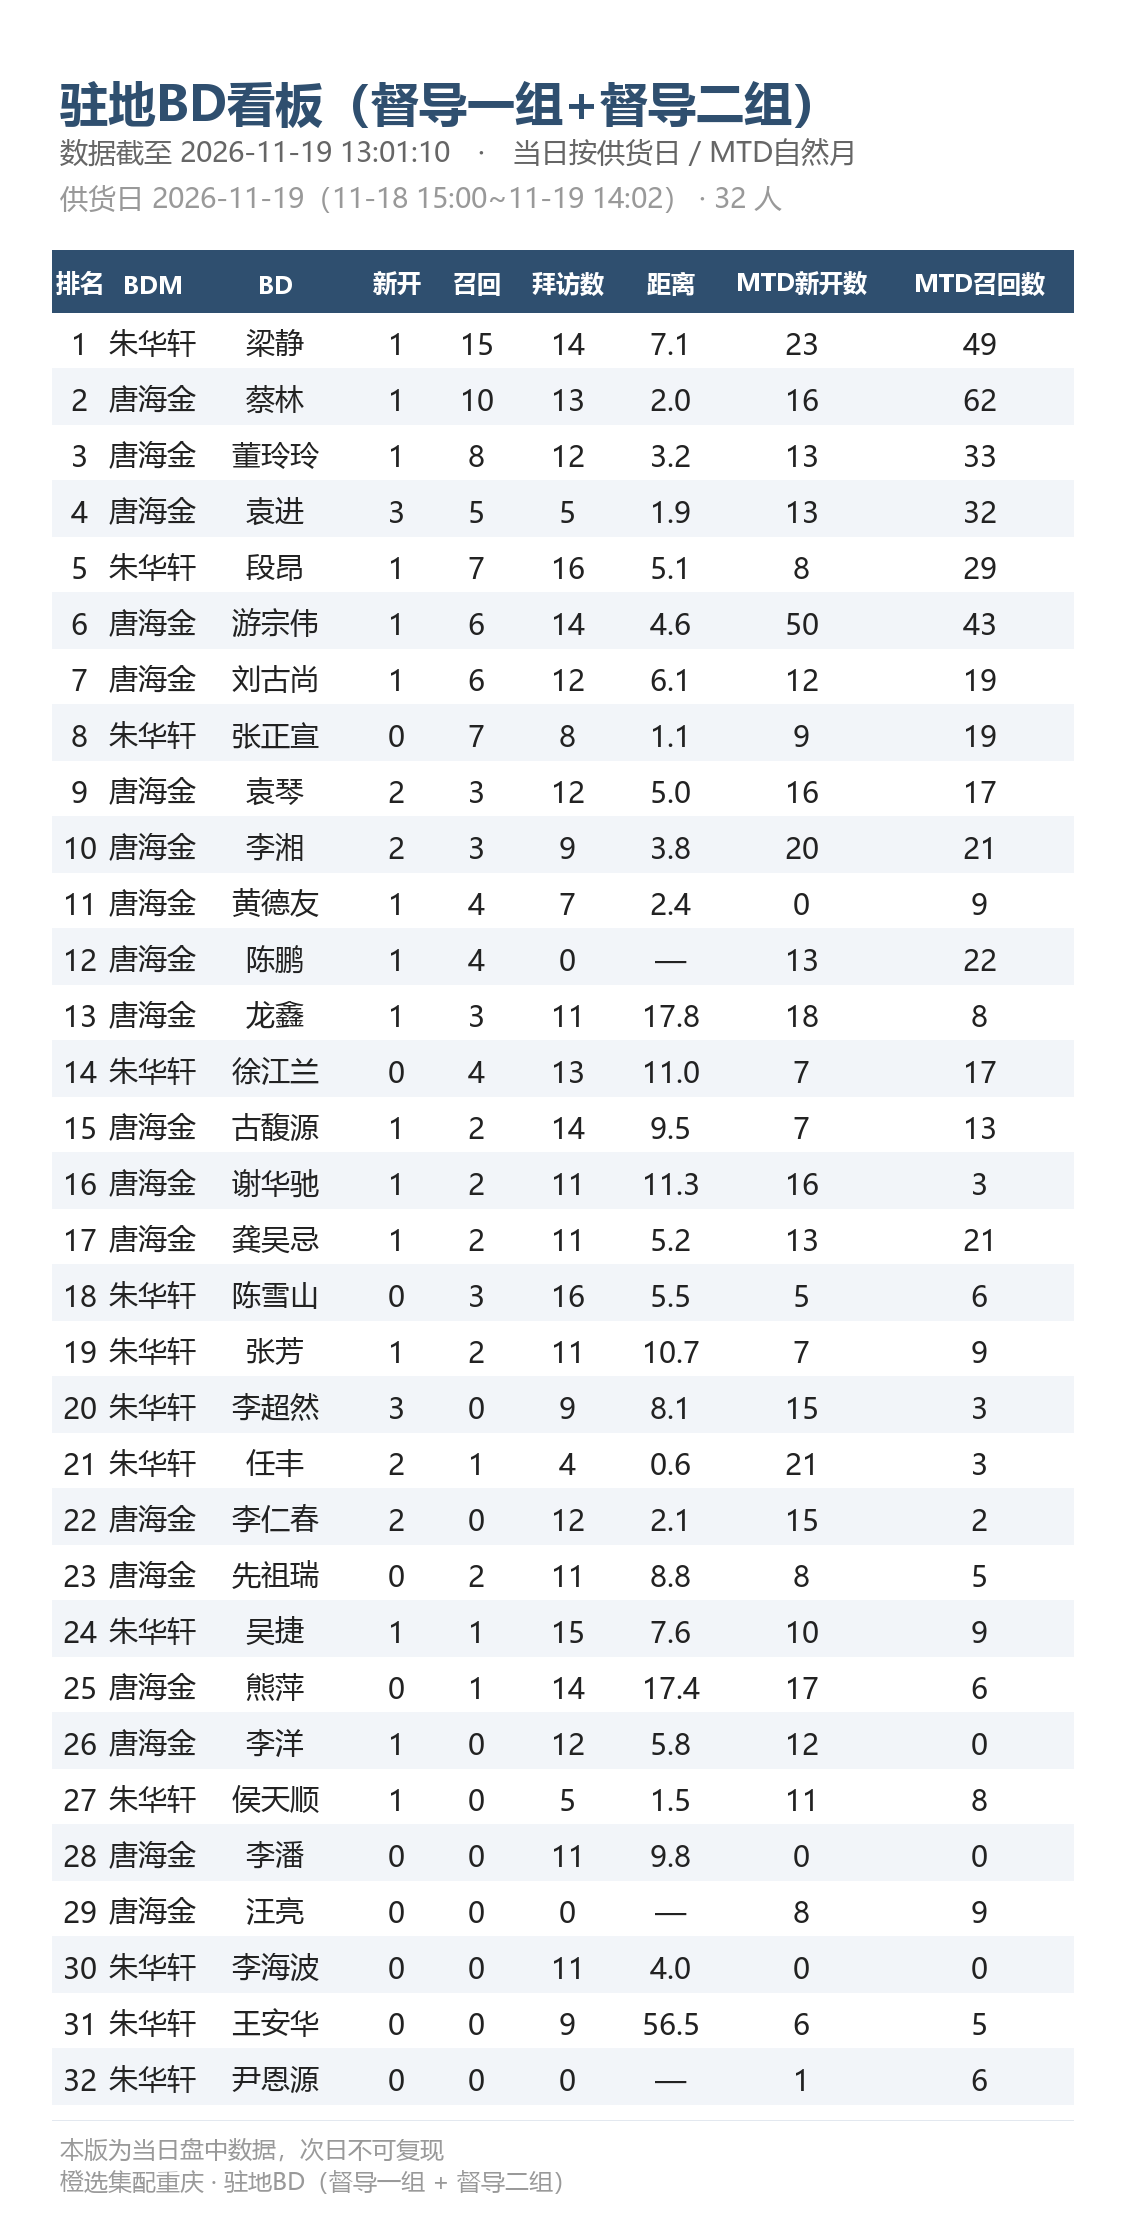 驻地BD看板（督导一组+督导二组）
数据截至 2026-11-19 13:01:10 · 当日按供货日 / MTD自然月
供货日 2026-11-19（11-18 15:00~11-19 14:02） · 32 人
排名 BDM BD 新开 召回 拜访数 距离 MTD新开数 MTD召回数
1 朱华轩 梁静 1 15 14 7.1 23 49
2 唐海金 蔡林 1 10 13 2.0 16 62
3 唐海金 董玲玲 1 8 12 3.2 13 33
4 唐海金 袁进 3 5 5 1.9 13 32
5 朱华轩 段昂 1 7 16 5.1 8 29
6 唐海金 游宗伟 1 6 14 4.6 50 43
7 唐海金 刘古尚 1 6 12 6.1 12 19
8 朱华轩 张正宣 0 7 8 1.1 9 19
9 唐海金 袁琴 2 3 12 5.0 16 17
10 唐海金 李湘 2 3 9 3.8 20 21
11 唐海金 黄德友 1 4 7 2.4 0 9
12 唐海金 陈鹏 1 4 0 — 13 22
13 唐海金 龙鑫 1 3 11 17.8 18 8
14 朱华轩 徐江兰 0 4 13 11.0 7 17
15 唐海金 古馥源 1 2 14 9.5 7 13
16 唐海金 谢华驰 1 2 11 11.3 16 3
17 唐海金 龚吴忌 1 2 11 5.2 13 21
18 朱华轩 陈雪山 0 3 16 5.5 5 6
19 朱华轩 张芳 1 2 11 10.7 7 9
20 朱华轩 李超然 3 0 9 8.1 15 3
21 朱华轩 任丰 2 1 4 0.6 21 3
22 唐海金 李仁春 2 0 12 2.1 15 2
23 唐海金 先祖瑞 0 2 11 8.8 8 5
24 朱华轩 吴捷 1 1 15 7.6 10 9
25 唐海金 熊萍 0 1 14 17.4 17 6
26 唐海金 李洋 1 0 12 5.8 12 0
27 朱华轩 侯天顺 1 0 5 1.5 11 8
28 唐海金 李潘 0 0 11 9.8 0 0
29 唐海金 汪亮 0 0 0 — 8 9
30 朱华轩 李海波 0 0 11 4.0 0 0
31 朱华轩 王安华 0 0 9 56.5 6 5
32 朱华轩 尹恩源 0 0 0 — 1 6
本版为当日盘中数据，次日不可复现
橙选集配重庆 · 驻地BD（督导一组 + 督导二组）